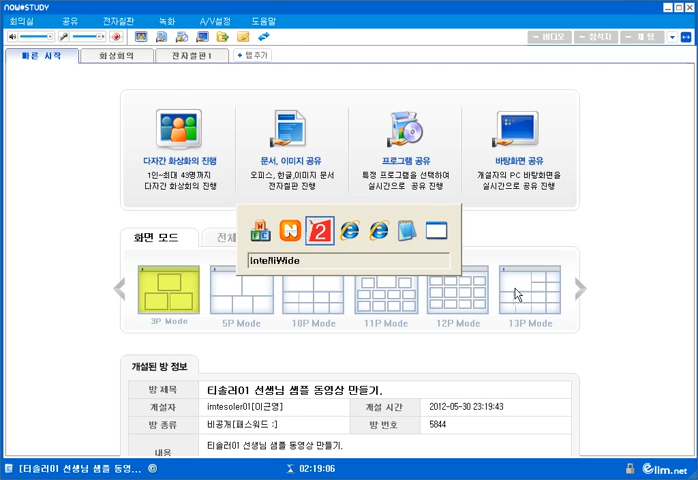 NOW★STUDY
회의실 공유 전자칠판 녹화 A/V설정 도움말
비디오 참석자 채팅
빠른 시작 화상회의 전자칠판1 + 탭추가
다자간 화상회의 진행 문서, 이미지 공유 프로그램 공유 바탕화면 공유
1인~최대 43명까지 오피스, 한글,이미지 문서 특정 프로그램을 선택하여 개설자의 PC 바탕화면을
다자간 화상회의 진행 전자칠판 진행 실시간으로 공유 진행 실시간으로 공유 진행
화면 모드 전체
IntelliWide
3P Mode 5P Mode 10P Mode 11P Mode 12P Mode 13P Mode
개설된 방 정보
방 제목 티솔러01 선생님 샘플 동영상 만들기.
개설자 imtesoler01[이근영] 개설 시간 2012-05-30 23:19:43
방 종류 비공개[패스워드 :] 방 번호 5844
내용 티솔러01 선생님 샘플 동영상 만들기.
[티솔러01 선생님 샘플 동영... 02:19:06 ellm.net